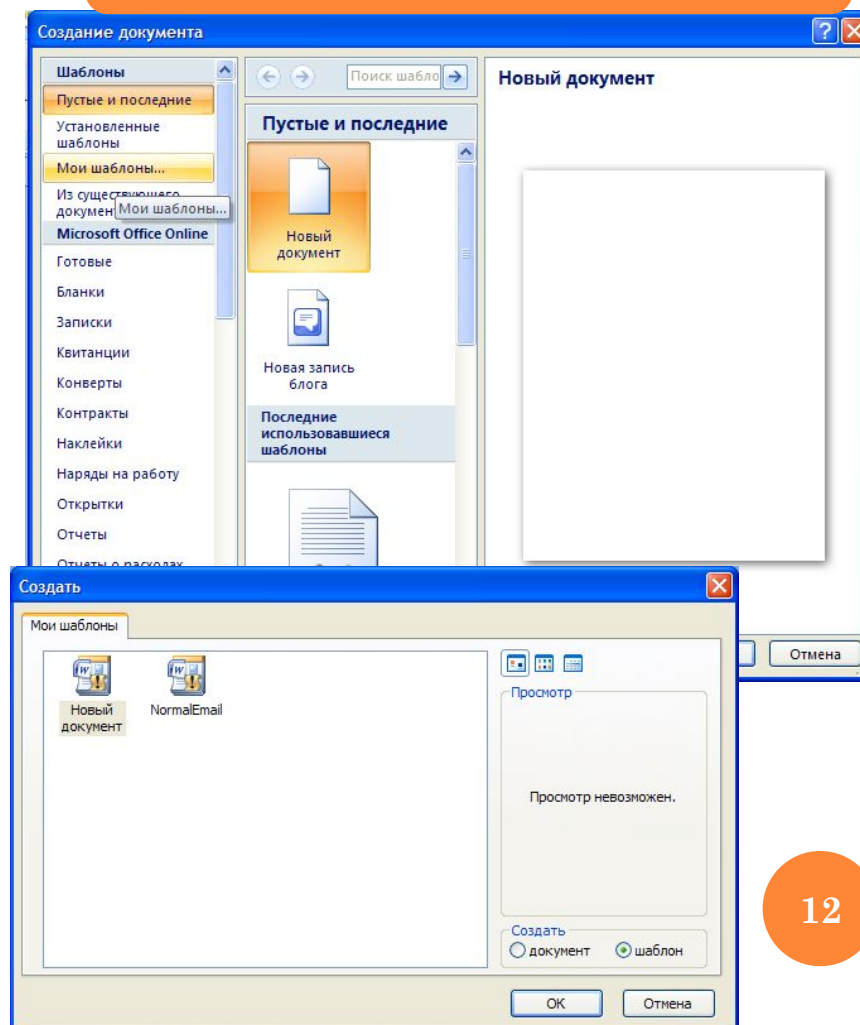 Создание документа
Шаблоны
Пустые и последние
Установленные
шаблоны
Мои шаблоны...
Из существующего
докумен
Мои шаблоны...
Microsoft Office Online
Готовые
Бланки
Записки
Квитанции
Конверты
Контракты
Наклейки
Наряды на работу
Открытки
Отчеты
Отчеты о расходах
Поиск шабло
Пустые и последние
Новый
документ
Новая запись
блога
Последние
использовавшиеся
шаблоны
Новый документ
Отмена
Создать
Мои шаблоны
Новый
документ
NormalEmail
Просмотр
Просмотр невозможен.
Создать
документ
шаблон
ОК
Отмена
12